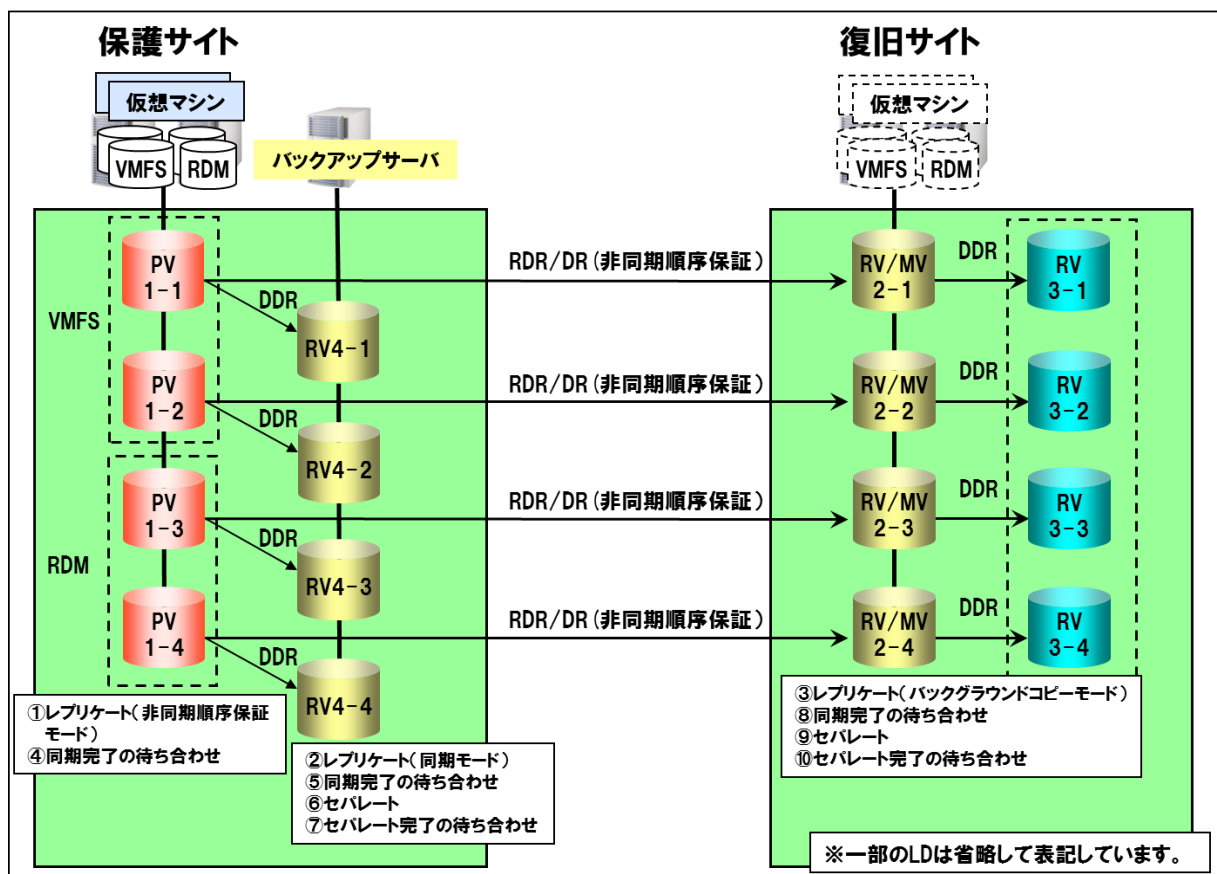 保護サイト
復旧サイト
仮想マシン
VMFS
RDM
バックアップサーバ
仮想マシン
VMFS
RDM
PV
1-1
DDR
RV4-1
RDR/DR(非同期順序保証)
RV/MV
2-1
DDR
RV
3-1
VMFS
PV
1-2
DDR
RV4-2
RDR/DR(非同期順序保証)
RV/MV
2-2
DDR
RV
3-2
PV
1-3
DDR
RV4-3
RDR/DR(非同期順序保証)
RV/MV
2-3
DDR
RV
3-3
RDM
PV
1-4
DDR
RV4-4
RDR/DR(非同期順序保証)
RV/MV
2-4
DDR
RV
3-4
①レプリケート(非同期順序保証
モード)
④同期完了の待ち合わせ
②レプリケート(同期モード)
⑤同期完了の待ち合わせ
⑥セパレート
⑦セパレート完了の待ち合わせ
③レプリケート(バックグラウンドコピーモード)
⑧同期完了の待ち合わせ
⑨セパレート
⑩セパレート完了の待ち合わせ
※一部のLDは省略して表記しています。